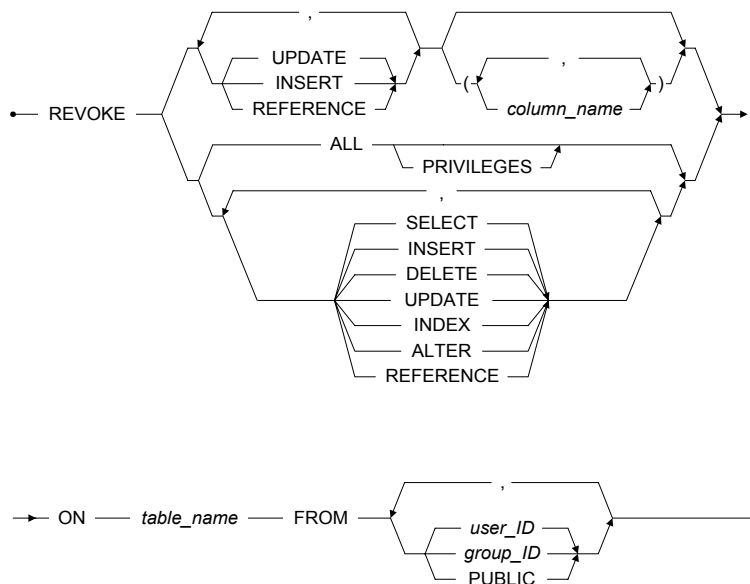 ,
UPDATE
INSERT
REFERENCE
( , )
column_name
REVOKE
ALL
PRIVILEGES
,
SELECT
INSERT
DELETE
UPDATE
INDEX
ALTER
REFERENCE
ON table_name FROM
,
user_ID
group_ID
PUBLIC